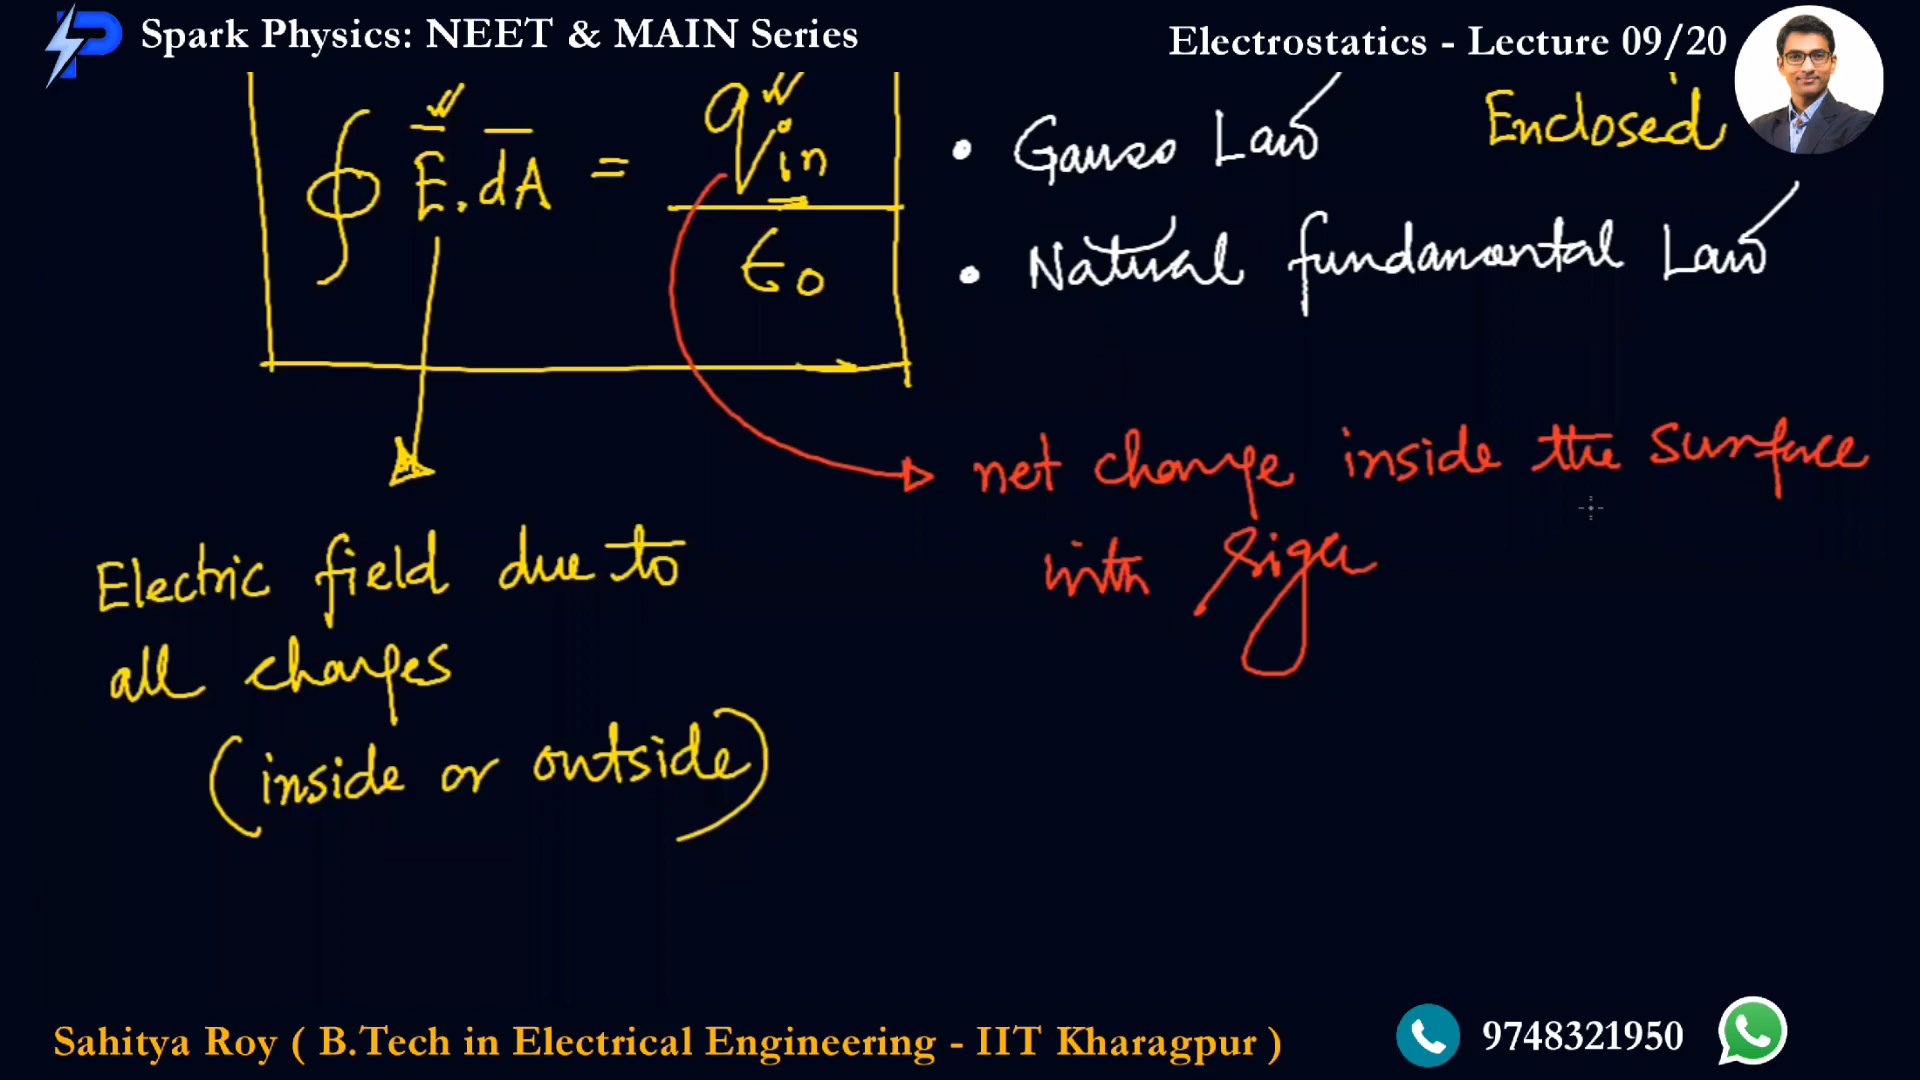 Spark Physics: NEET & MAIN Series
Electrostatics - Lecture 09/20
∮ E. dA = qin / ϵ0
• Gauss Law
Enclosed
• Natural fundamental Law
net charge inside the surface
with sign
Electric field due to
all charges
(inside or outside)
Sahitya Roy ( B.Tech in Electrical Engineering - IIT Kharagpur )
9748321950